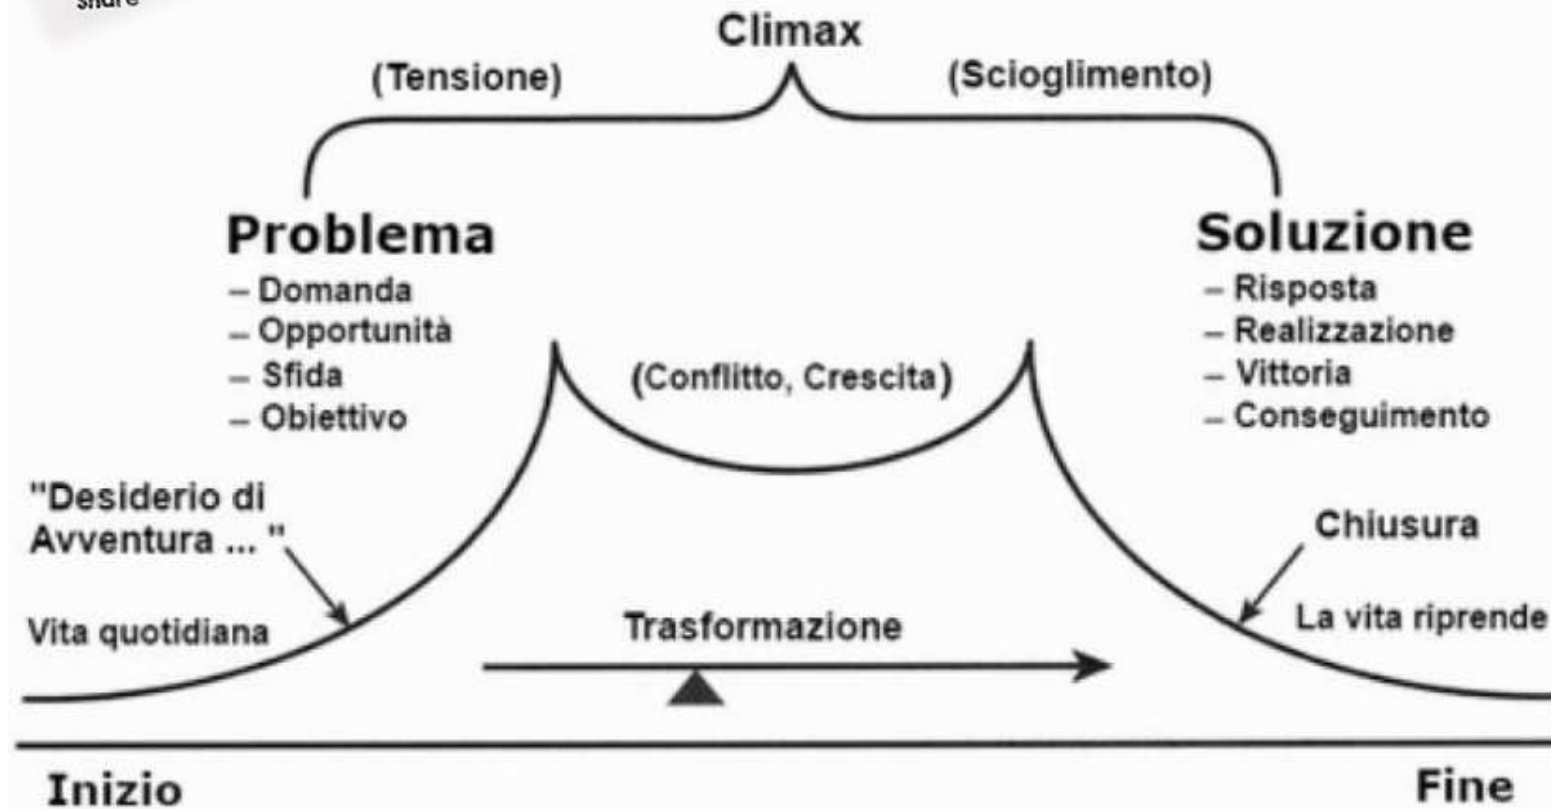 share
Climax
(Tensione)
(Scioglimento)
Problema
– Domanda
– Opportunità
– Sfida
– Obiettivo
Soluzione
– Risposta
– Realizzazione
– Vittoria
– Conseguimento
(Conflitto, Crescita)
"Desiderio di
Avventura ... "
Chiusura
Vita quotidiana
Trasformazione
La vita riprende
Inizio
Fine